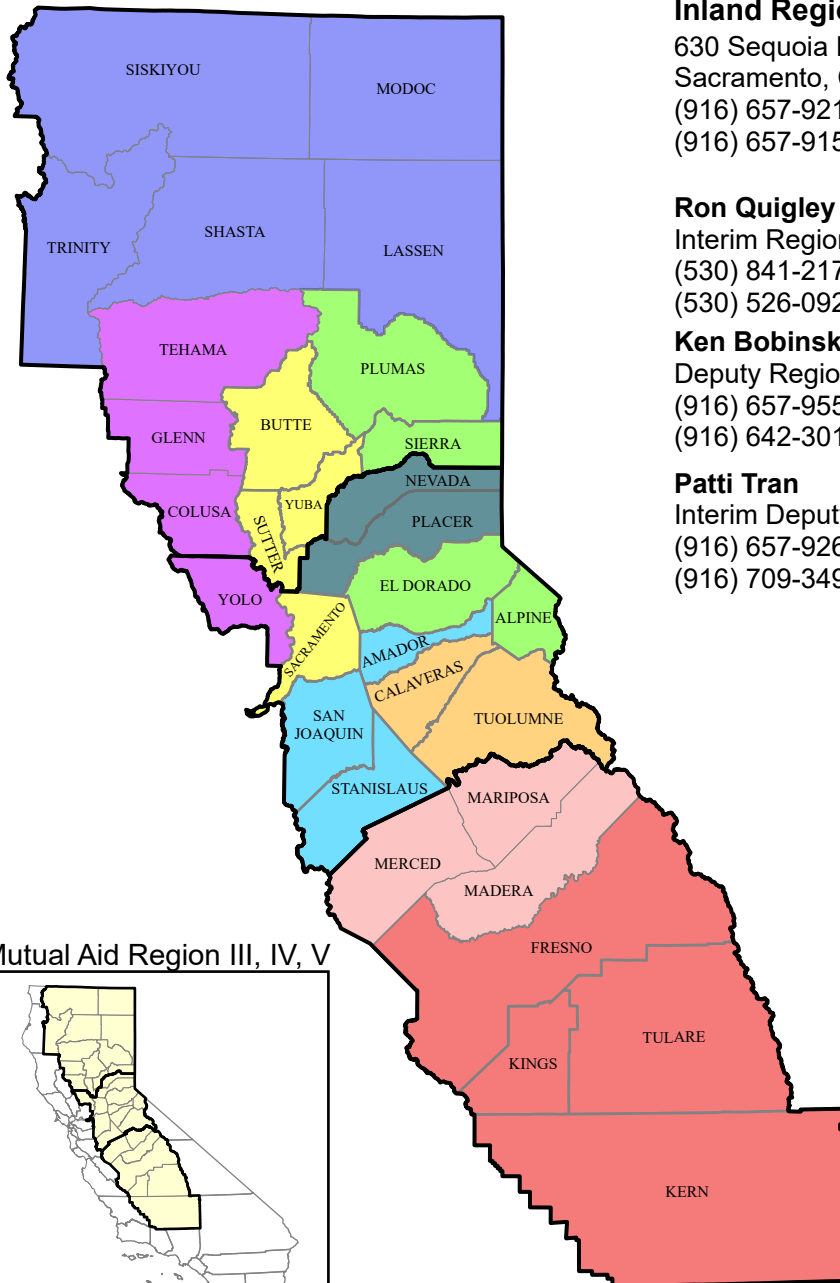 Inland Regio
630 Sequoia
Sacramento,
(916) 657-921
(916) 657-915
Ron Quigley
Interim Region
(530) 841-217
(530) 526-092
Ken Bobinsk
Deputy Regio
(916) 657-955
(916) 642-301
Patti Tran
Interim Deput
(916) 657-926
(916) 709-349
SISKIYOU
MODOC
TRINITY
SHASTA
LASSEN
TEHAMA
PLUMAS
GLENN
BUTTE
SIERRA
COLUSA
YUBA
NEVADA
SUTTER
PLACER
YOLO
EL DORADO
SACRAMENTO
ALPINE
AMADOR
CALAVERAS
SAN
JOAQUIN
TUOLUMNE
STANISLAUS
MARIPOSA
MERCED
MADERA
FRESNO
KINGS
TULARE
KERN
Mutual Aid Region III, IV, V